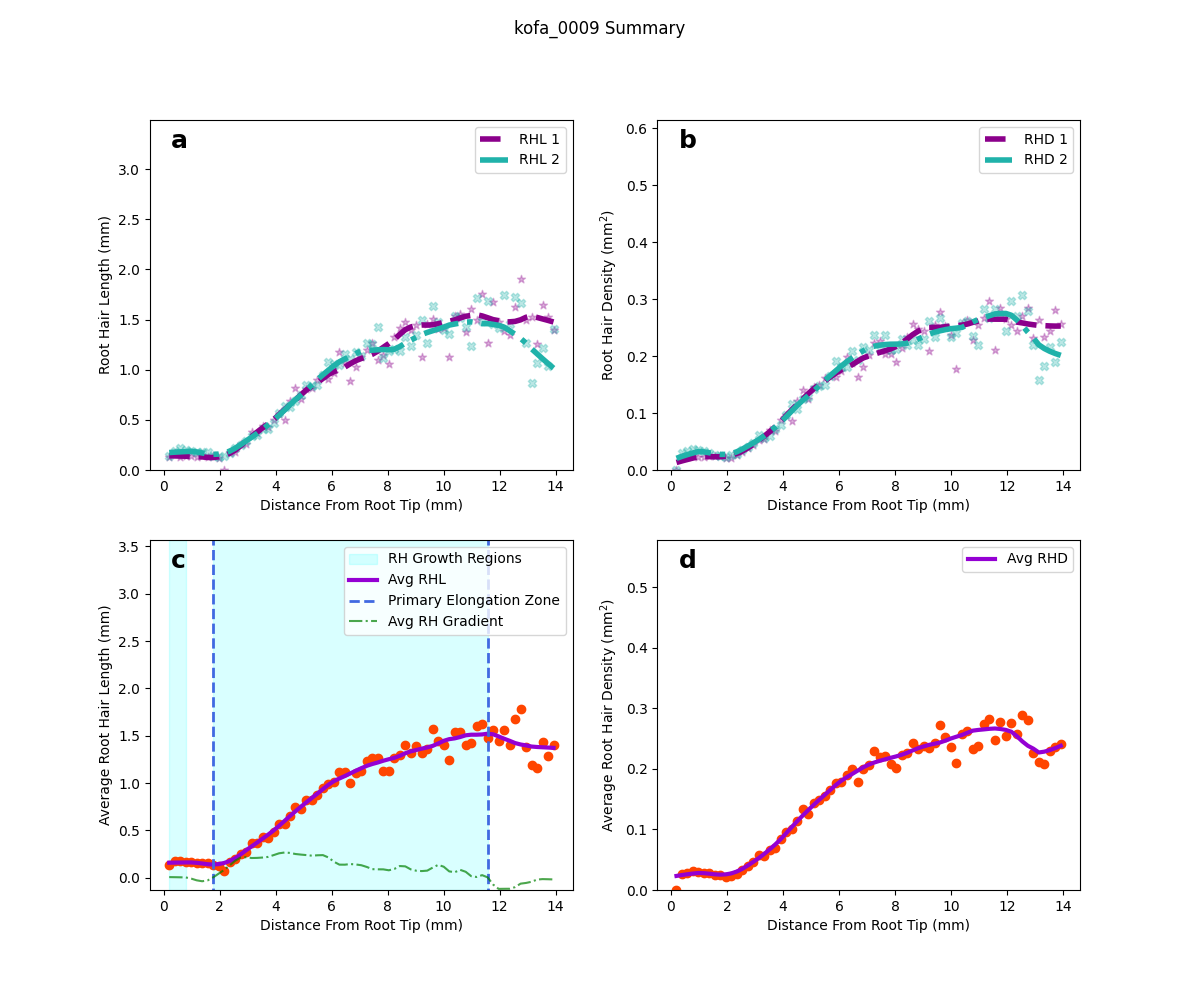 kofa_0009 Summary
a
RHL 1
RHL 2
3.0
2.5
2.0
1.5
1.0
0.5
0.0
Root Hair Length (mm)
0 2 4 6 8 10 12 14
Distance From Root Tip (mm)
b
RHD 1
RHD 2
0.6
0.5
0.4
0.3
0.2
0.1
0.0
Root Hair Density (mm²)
0 2 4 6 8 10 12 14
Distance From Root Tip (mm)
c
RH Growth Regions
Avg RHL
Primary Elongation Zone
Avg RH Gradient
3.5
3.0
2.5
2.0
1.5
1.0
0.5
0.0
Average Root Hair Length (mm)
0 2 4 6 8 10 12 14
Distance From Root Tip (mm)
d
Avg RHD
0.5
0.4
0.3
0.2
0.1
0.0
Average Root Hair Density (mm²)
0 2 4 6 8 10 12 14
Distance From Root Tip (mm)